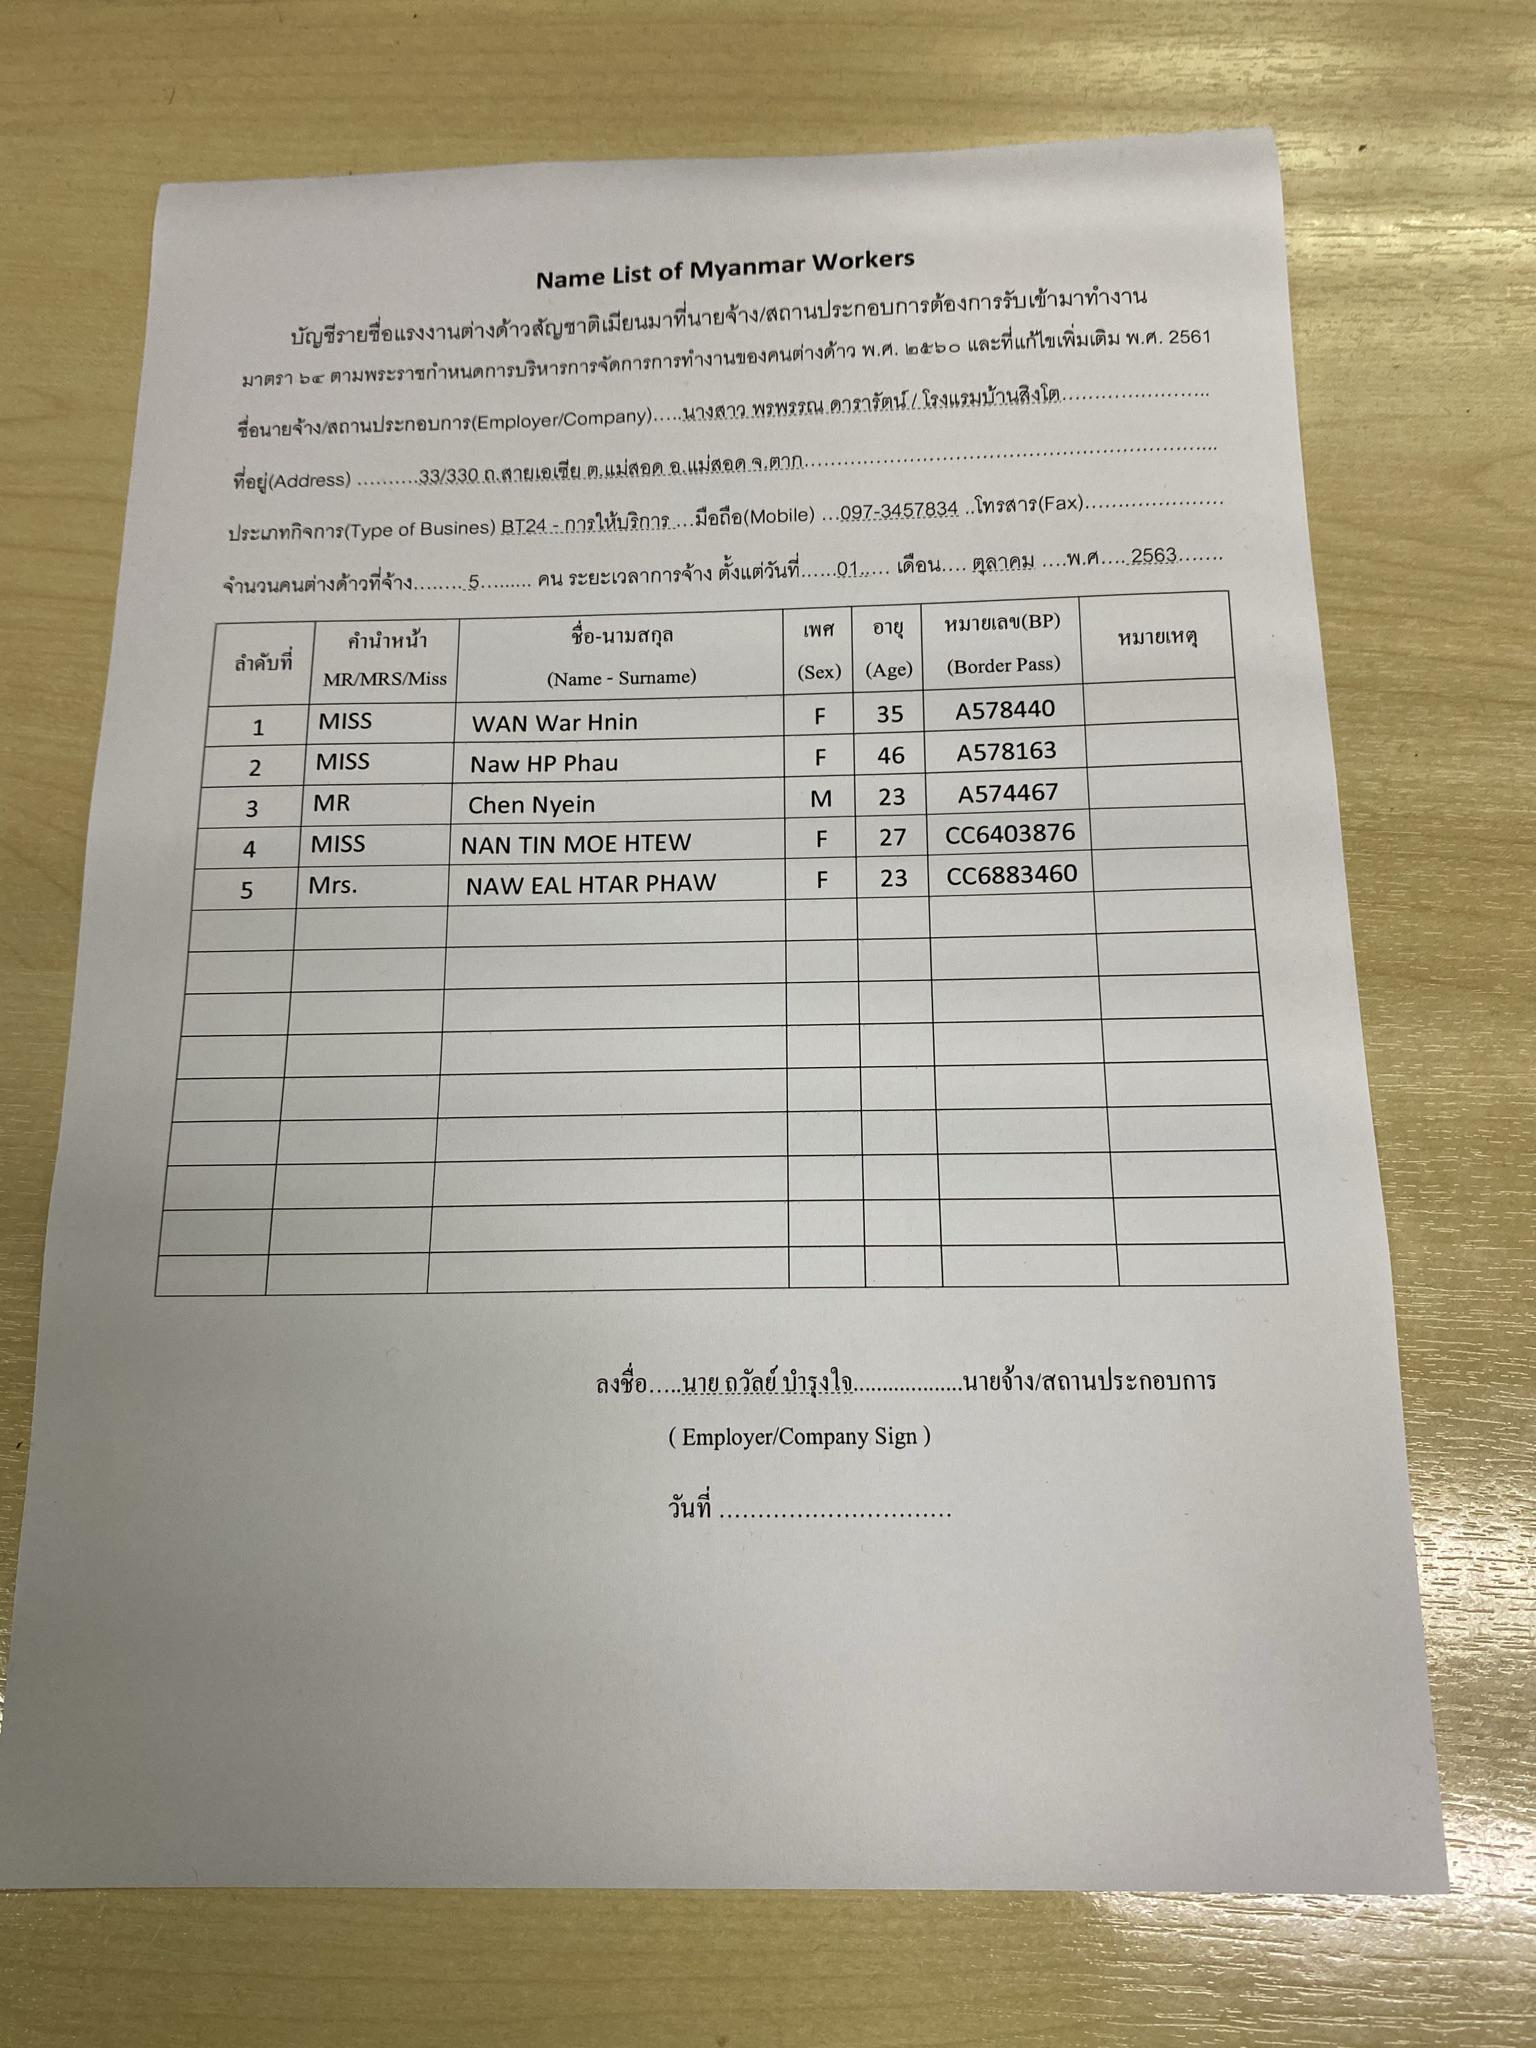 Name List of Myanmar Workers
บัญชีรายชื่อแรงงานต่างด้าวสัญชาติเมียนมาที่นายจ้าง/สถานประกอบการต้องการรับเข้ามาทำงาน
มาตรา ๖๔ ตามพระราชกำหนดการบริหารการจัดการการทำงานของคนต่างด้าว พ.ศ. ๒๕๖๐ และที่แก้ไขเพิ่มเติม พ.ศ. 2561
ชื่อนายจ้าง/สถานประกอบการ(Employer/Company).....นางสาว พรพรรณ ดารารัตน์ / โรงแรมบ้านสิงโต......................
ที่อยู่(Address) ..........33/330 ถ.สายเอเซีย ต.แม่สอด อ.แม่สอด จ.ตาก..............................................................
ประเภทกิจการ(Type of Busines) BT24 - การให้บริการ ...มือถือ(Mobile) ...097-3457834 ..โทรสาร(Fax).....................
จำนวนคนต่างด้าวที่จ้าง........ 5......... คน ระยะเวลาการจ้าง ตั้งแต่วันที่......01..... เดือน.... ตุลาคม ....พ.ศ.... 2563.......
ลำดับที่ คำนำหน้า MR/MRS/Miss ชื่อ-นามสกุล (Name - Surname) เพศ (Sex) อายุ (Age) หมายเลข(BP) (Border Pass) หมายเหตุ
1 MISS WAN War Hnin F 35 A578440
2 MISS Naw HP Phau F 46 A578163
3 MR Chen Nyein M 23 A574467
4 MISS NAN TIN MOE HTEW F 27 CC6403876
5 Mrs. NAW EAL HTAR PHAW F 23 CC6883460
ลงชื่อ.....นาย ถวัลย์ บำรุงใจ...................นายจ้าง/สถานประกอบการ
( Employer/Company Sign )
วันที่ ..............................